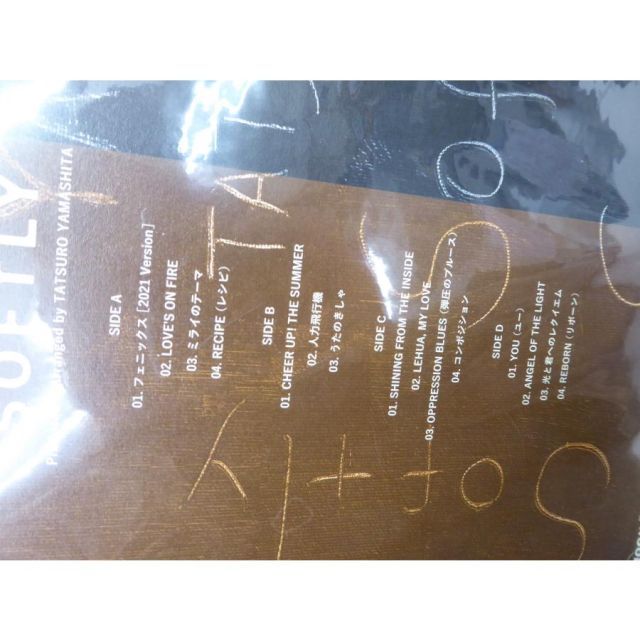 SOFTLY
by TATSURO YAMASHITA
SIDE A
01. フェニックス [2021 Version]
02. LOVE'S ON FIRE
03. ミライのテーマ
04. RECIPE (レシピ)
SIDE B
01. CHEER UP! THE SUMMER
02. 人力飛行機
03. うたのきしゃ
SIDE C
01. SHINING FROM THE INSIDE
02. LEHUA, MY LOVE
03. OPPRESSION BLUES (弾圧のブルース)
04. コンポジション
SIDE D
01. YOU (ユー)
02. ANGEL OF THE LIGHT
03. 光と君へのレクイエム
04. REBORN (リボーン)
TAT
SO
Softly